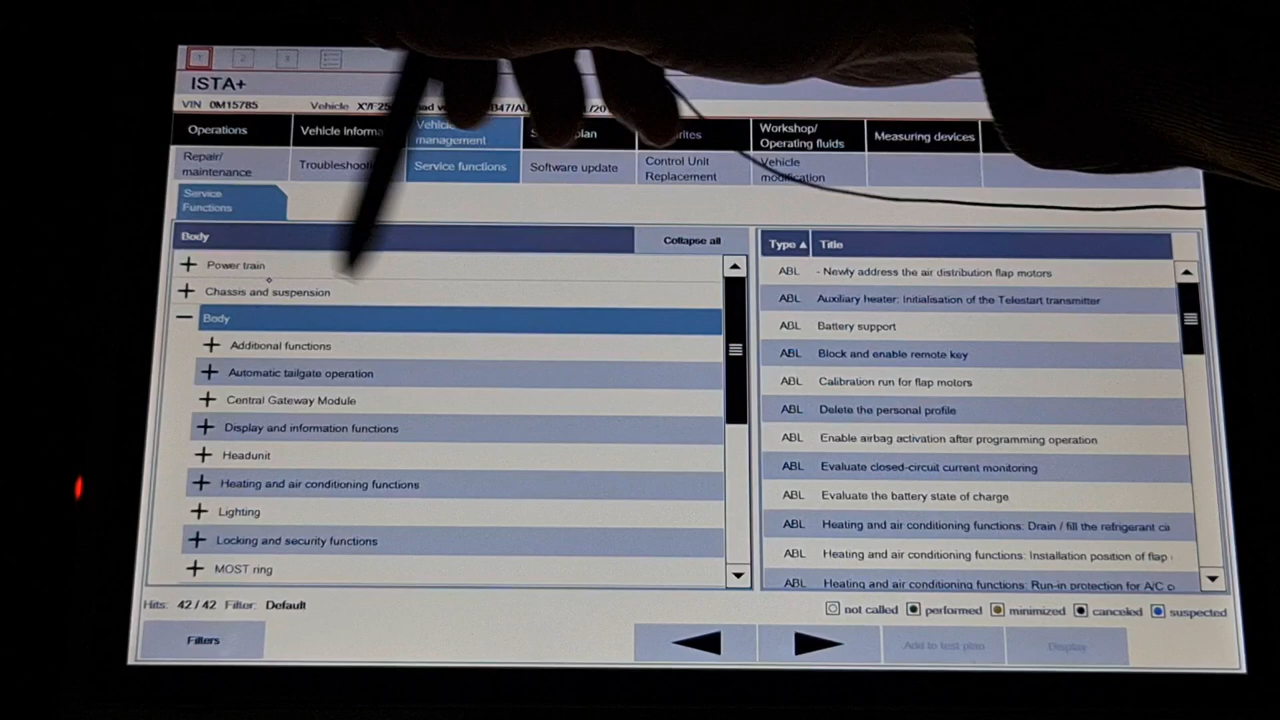 1 2 3
ISTA+
VIN 0M15785 Vehicle
Operations
Vehicle
management
plan
Workshop/
Operating fluids
Measuring devices
Repair/
maintenance
Service functions
Software update
Control Unit
Replacement
Vehicle
modification
Service
Functions
Body
Collapse all
Power train
Chassis and suspension
Body
Additional functions
Automatic tailgate operation
Central Gateway Module
Display and information functions
Headunit
Heating and air conditioning functions
Lighting
Locking and security functions
MOST ring
Type Title
ABL - Newly address the air distribution flap motors
ABL Auxiliary heater: Initialisation of the Telestart transmitter
ABL Battery support
ABL Block and enable remote key
ABL Calibration run for flap motors
ABL Delete the personal profile
ABL Enable airbag activation after programming operation
ABL Evaluate closed-circuit current monitoring
ABL Evaluate the battery state of charge
ABL Heating and air conditioning functions: Drain / fill the refrigerant cir
ABL Heating and air conditioning functions: Installation position of flap
ABL Heating and air conditioning functions: Run-in protection for A/C
Hits: 42 / 42 Filter: Default
not called performed minimized canceled suspected
Filters
Add to test plan
Display